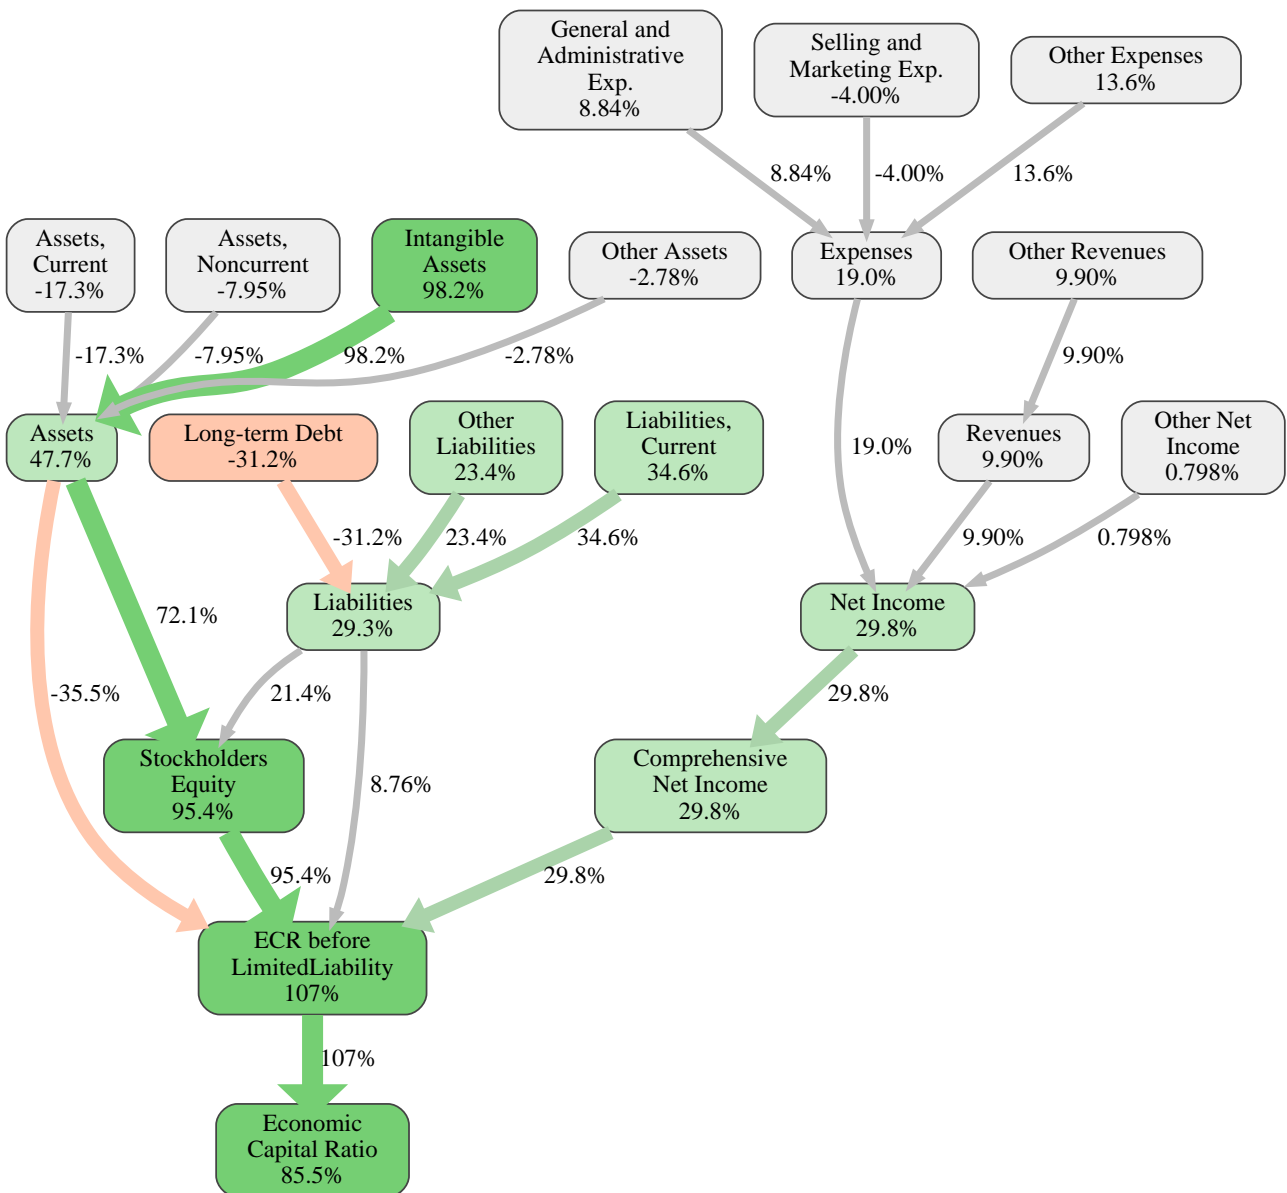 General and
Administrative
Exp.
8.84%
Selling and
Marketing Exp.
-4.00%
Other Expenses
13.6%
8.84%
-4.00%
13.6%
Assets,
Current
-17.3%
Assets,
Noncurrent
-7.95%
Intangible
Assets
98.2%
Other Assets
-2.78%
Expenses
19.0%
Other Revenues
9.90%
-17.3%
-7.95%
98.2%
-2.78%
9.90%
Assets
47.7%
Long-term Debt
-31.2%
Other
Liabilities
23.4%
Liabilities,
Current
34.6%
19.0%
Revenues
9.90%
Other Net
Income
0.798%
-31.2%
23.4%
34.6%
9.90%
0.798%
72.1%
Liabilities
29.3%
Net Income
29.8%
-35.5%
21.4%
29.8%
Stockholders
Equity
95.4%
8.76%
Comprehensive
Net Income
29.8%
95.4%
29.8%
ECR before
LimitedLiability
107%
107%
Economic
Capital Ratio
85.5%